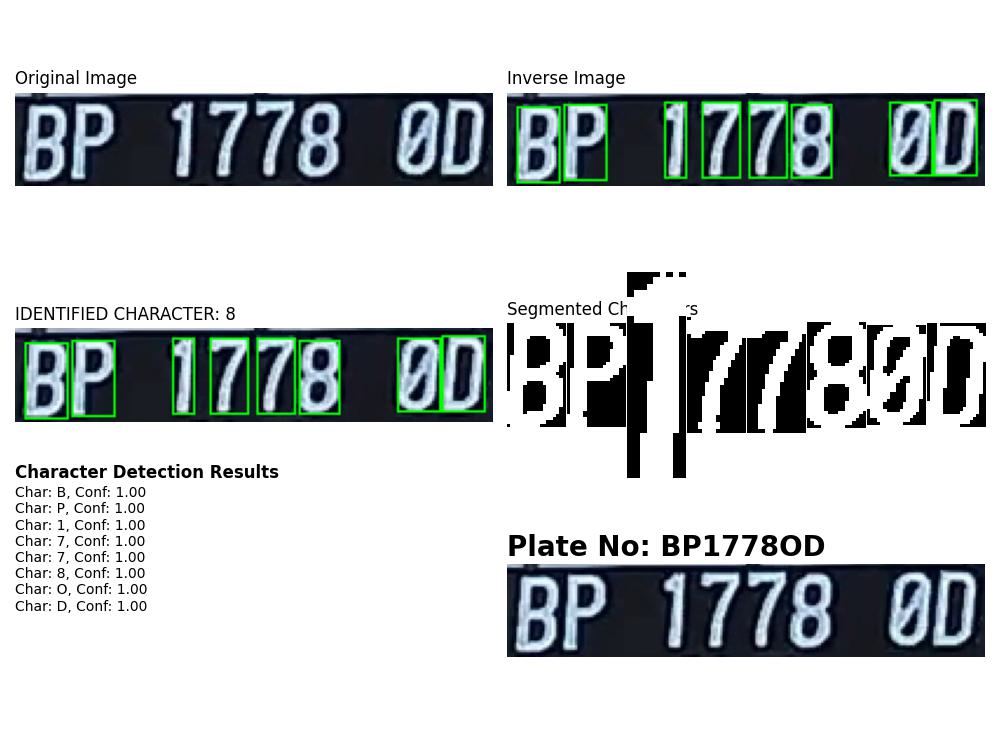 Original Image
BP 1778 0D
Inverse Image
BP 1778 0D
IDENTIFIED CHARACTER: 8
BP 1778 0D
Segmented
BP17780D
Character Detection Results
Char: B, Conf: 1.00
Char: P, Conf: 1.00
Char: 1, Conf: 1.00
Char: 7, Conf: 1.00
Char: 7, Conf: 1.00
Char: 8, Conf: 1.00
Char: O, Conf: 1.00
Char: D, Conf: 1.00
Plate No: BP1778OD
BP 1778 0D